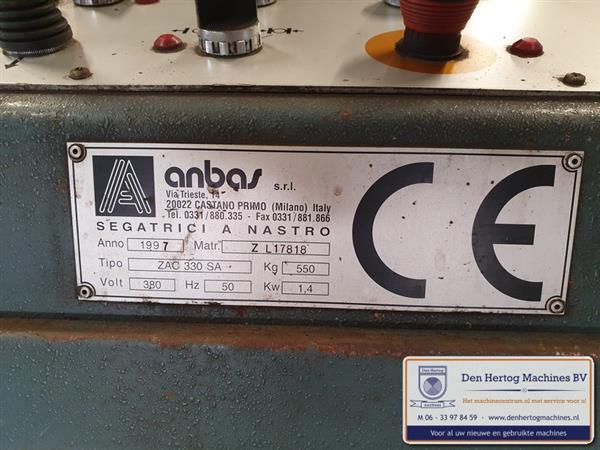 anbas s.r.l.
Via Trieste, 14
20022 CASTANO PRIMO (Milano) Italy
Tel. 0331/880.335 - Fax 0331/881.866
SEGATRICI A NASTRO
Anno 1997 Matr. Z L17818
Tipo ZAC 330 SA Kg 550
Volt 380 Hz 50 Kw 1,4
CE
Den Hertog Machines BV
Het machinecentrum.nl met service voor u!
M 06 - 33 97 84 59 - www.denhertogmachines.nl
Voor al uw nieuwe en gebruikte machines